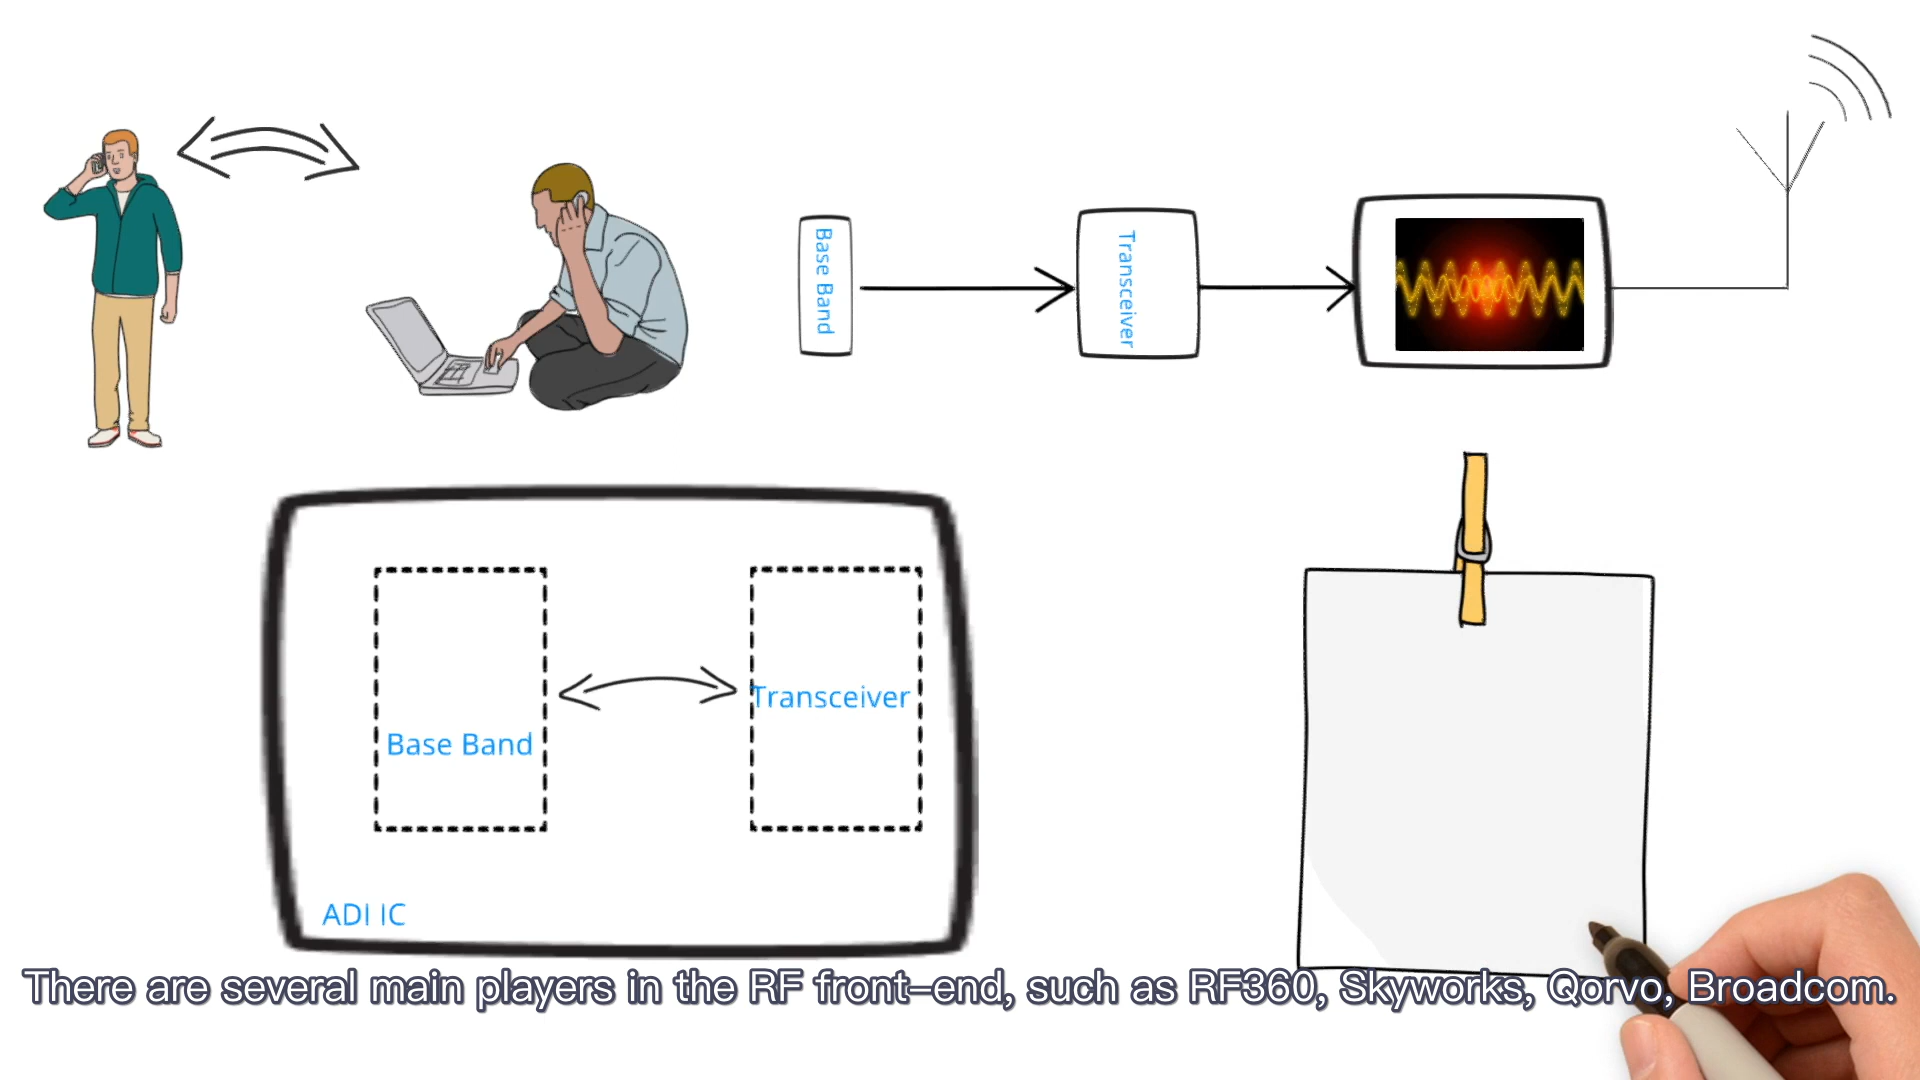 Base Band
Transceiver
Transceiver
Base Band
ADI IC
There are several main players in the RF front-end, such as RF360, Skyworks, Qorvo, Broadcom.